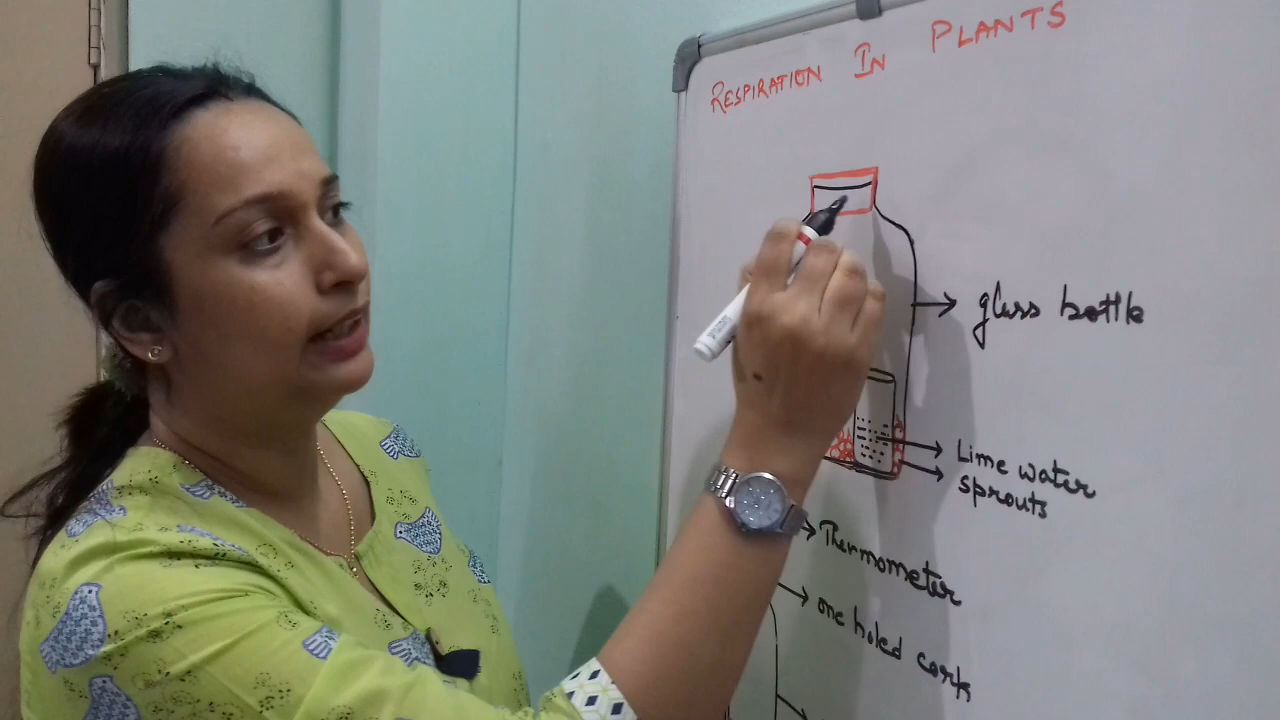 RESPIRATION IN PLANTS
glass bottle
Lime water
sprouts
Thermometer
one holed cork